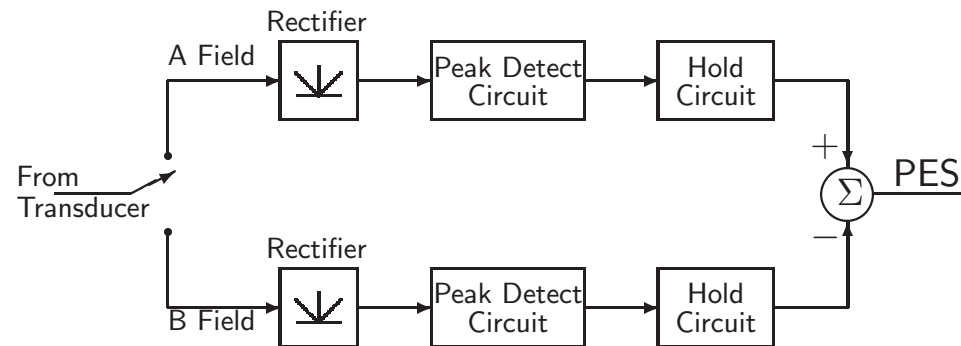 Rectifier
A Field
Peak Detect
Circuit
Hold
Circuit
From
Transducer
+
Σ
PES
−
Rectifier
B Field
Peak Detect
Circuit
Hold
Circuit